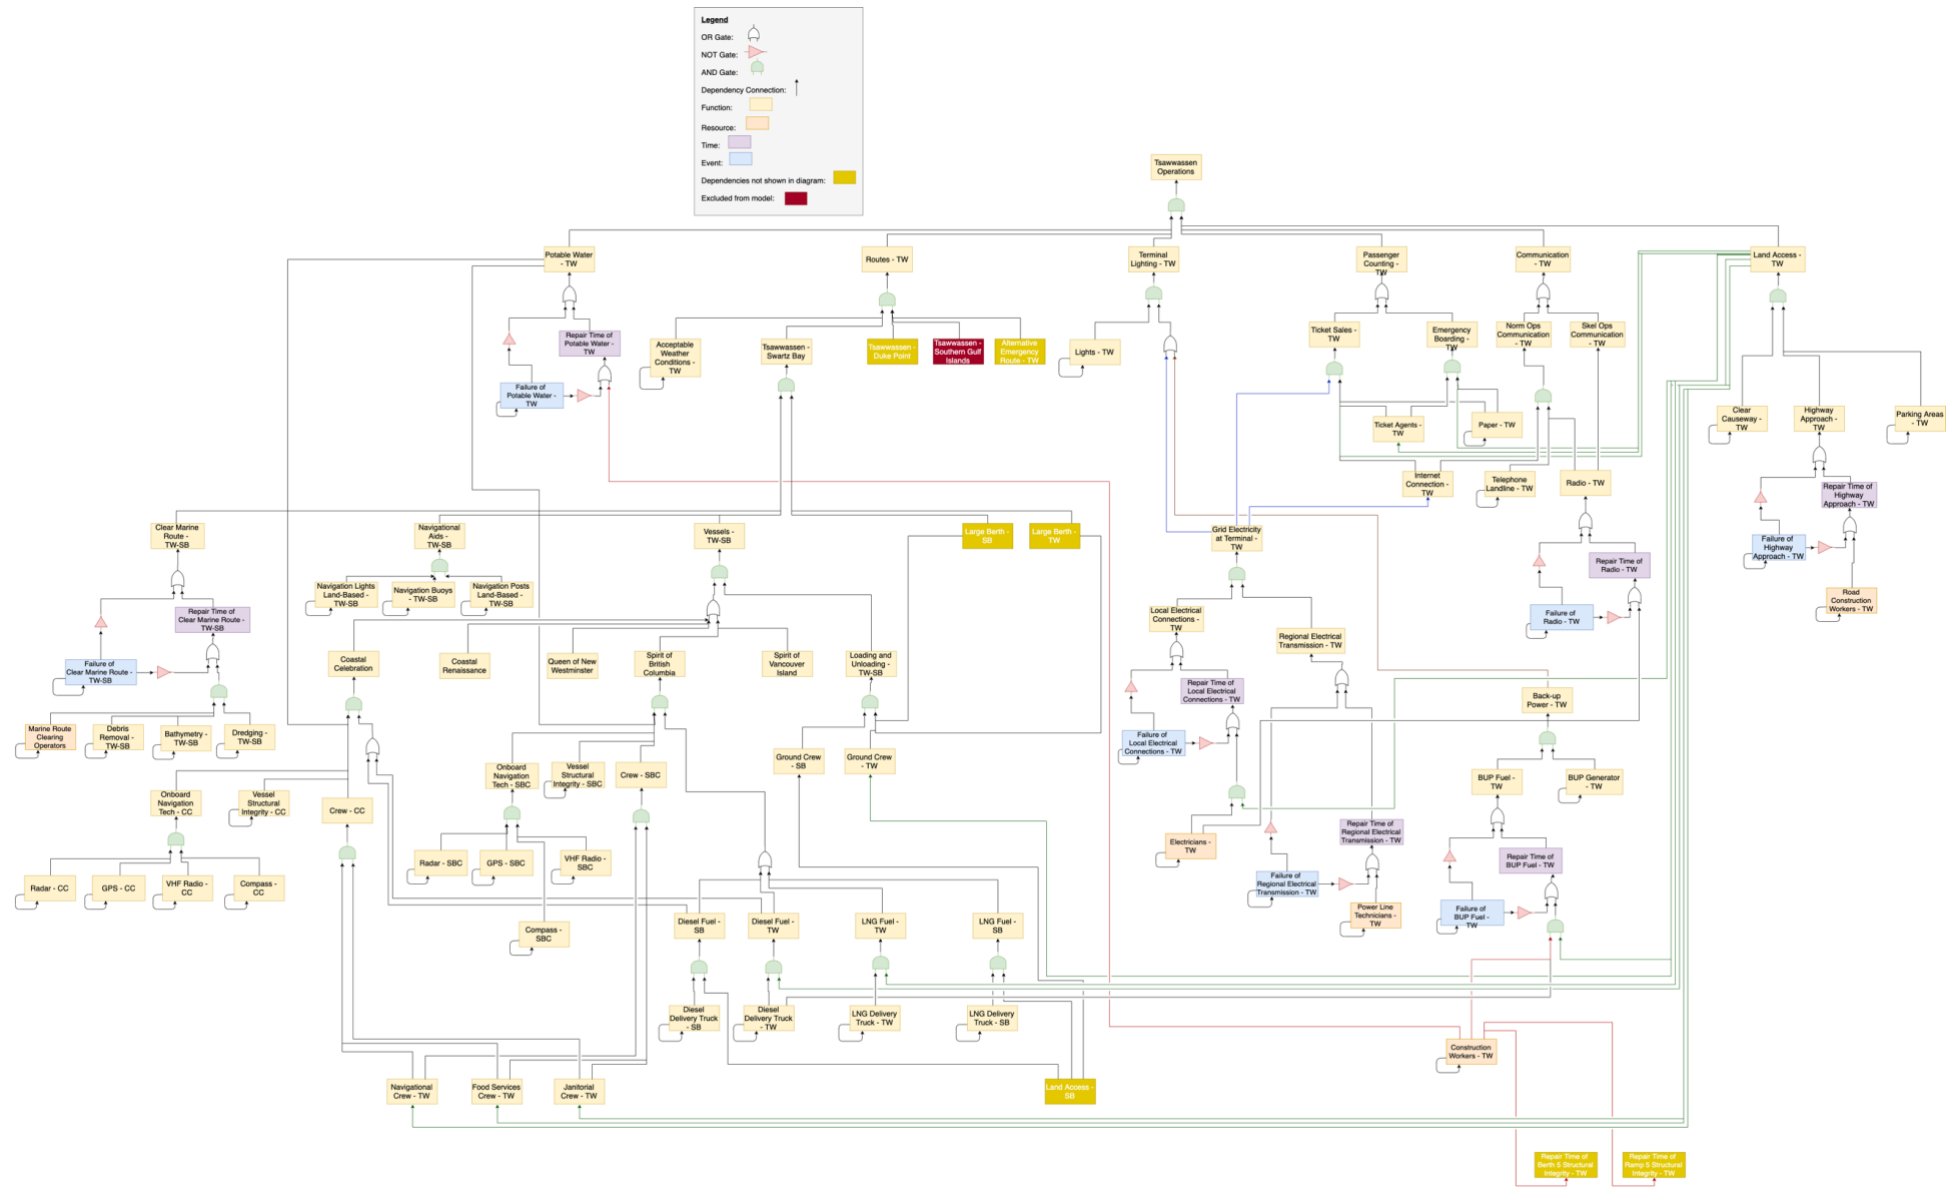 Legend
OR Gate:
NOT Gate:
AND Gate:
Dependency Connection:
Function:
Resource:
Time:
Event:
Dependencies not shown in diagram:
Excluded from model:
Tsawwassen
Operations
Potable Water
- TW
Routes - TW
Terminal
Lighting - TW
Passenger
Counting -
TW
Communication
- TW
Land Access -
TW
Repair Time of
Potable Water -
TW
Failure of
Potable Water -
TW
Acceptable
Weather
Conditions -
TW
Tsawwassen -
Swartz Bay
Tsawwassen -
Duke Point
Tsawwassen -
Southern Gulf
Islands
Alternative
Emergency
Route - TW
Lights - TW
Ticket Sales -
TW
Emergency
Boarding -
TW
Norm Ops
Communication
- TW
Skel Ops
Communication
- TW
Ticket Agents -
TW
Paper - TW
Clear
Causeway -
TW
Highway
Approach -
TW
Parking Areas
- TW
Internet
Connection -
TW
Telephone
Landline - TW
Radio - TW
Repair Time of
Highway
Approach - TW
Failure of
Highway
Approach - TW
Road
Construction
Workers - TW
Clear Marine
Route -
TW-SB
Navigational
Aids -
TW-SB
Vessels -
TW-SB
Large Berth -
SB
Large Berth -
TW
Grid Electricity
at Terminal -
TW
Repair Time of
Radio - TW
Failure of
Radio - TW
Navigation Lights
Land-Based -
TW-SB
Navigation Buoys
- TW-SB
Navigation Posts
Land-Based -
TW-SB
Repair Time of
Clear Marine Route -
TW-SB
Failure of
Clear Marine Route -
TW-SB
Local Electrical
Connections -
TW
Regional Electrical
Transmission - TW
Coastal
Celebration
Coastal
Renaissance
Queen of New
Westminster
Spirit of
British
Columbia
Spirit of
Vancouver
Island
Loading and
Unloading -
TW-SB
Repair Time of
Local Electrical
Connections - TW
Failure of
Local Electrical
Connections - TW
Back-up
Power - TW
Marine Route
Clearing
Operators
Debris
Removal -
TW-SB
Bathymetry -
TW-SB
Dredging -
TW-SB
Onboard
Navigation
Tech - SBC
Vessel
Structural
Integrity - SBC
Crew - SBC
Ground Crew
- SB
Ground Crew -
TW
BUP Fuel -
TW
BUP Generator
- TW
Onboard
Navigation
Tech - CC
Vessel
Structural
Integrity - CC
Crew - CC
Electricians -
TW
Repair Time of
Regional Electrical
Transmission - TW
Failure of
Regional Electrical
Transmission - TW
Power Line
Technicians -
TW
Repair Time of
BUP Fuel - TW
Failure of
BUP Fuel -
TW
Radar - SBC
GPS - SBC
VHF Radio -
SBC
Radar - CC
GPS - CC
VHF Radio -
CC
Compass -
CC
Compass -
SBC
Diesel Fuel -
SB
Diesel Fuel -
TW
LNG Fuel -
TW
LNG Fuel -
SB
Diesel
Delivery Truck
- SB
Diesel
Delivery Truck -
TW
LNG Delivery
Truck - TW
LNG Delivery
Truck - SB
Construction
Workers - TW
Navigational
Crew - TW
Food Services
Crew - TW
Janitorial
Crew - TW
Land Access -
SB
Repair Time of
Berth 5 Structural
Integrity - TW
Repair Time of
Ramp 5 Structural
Integrity - TW